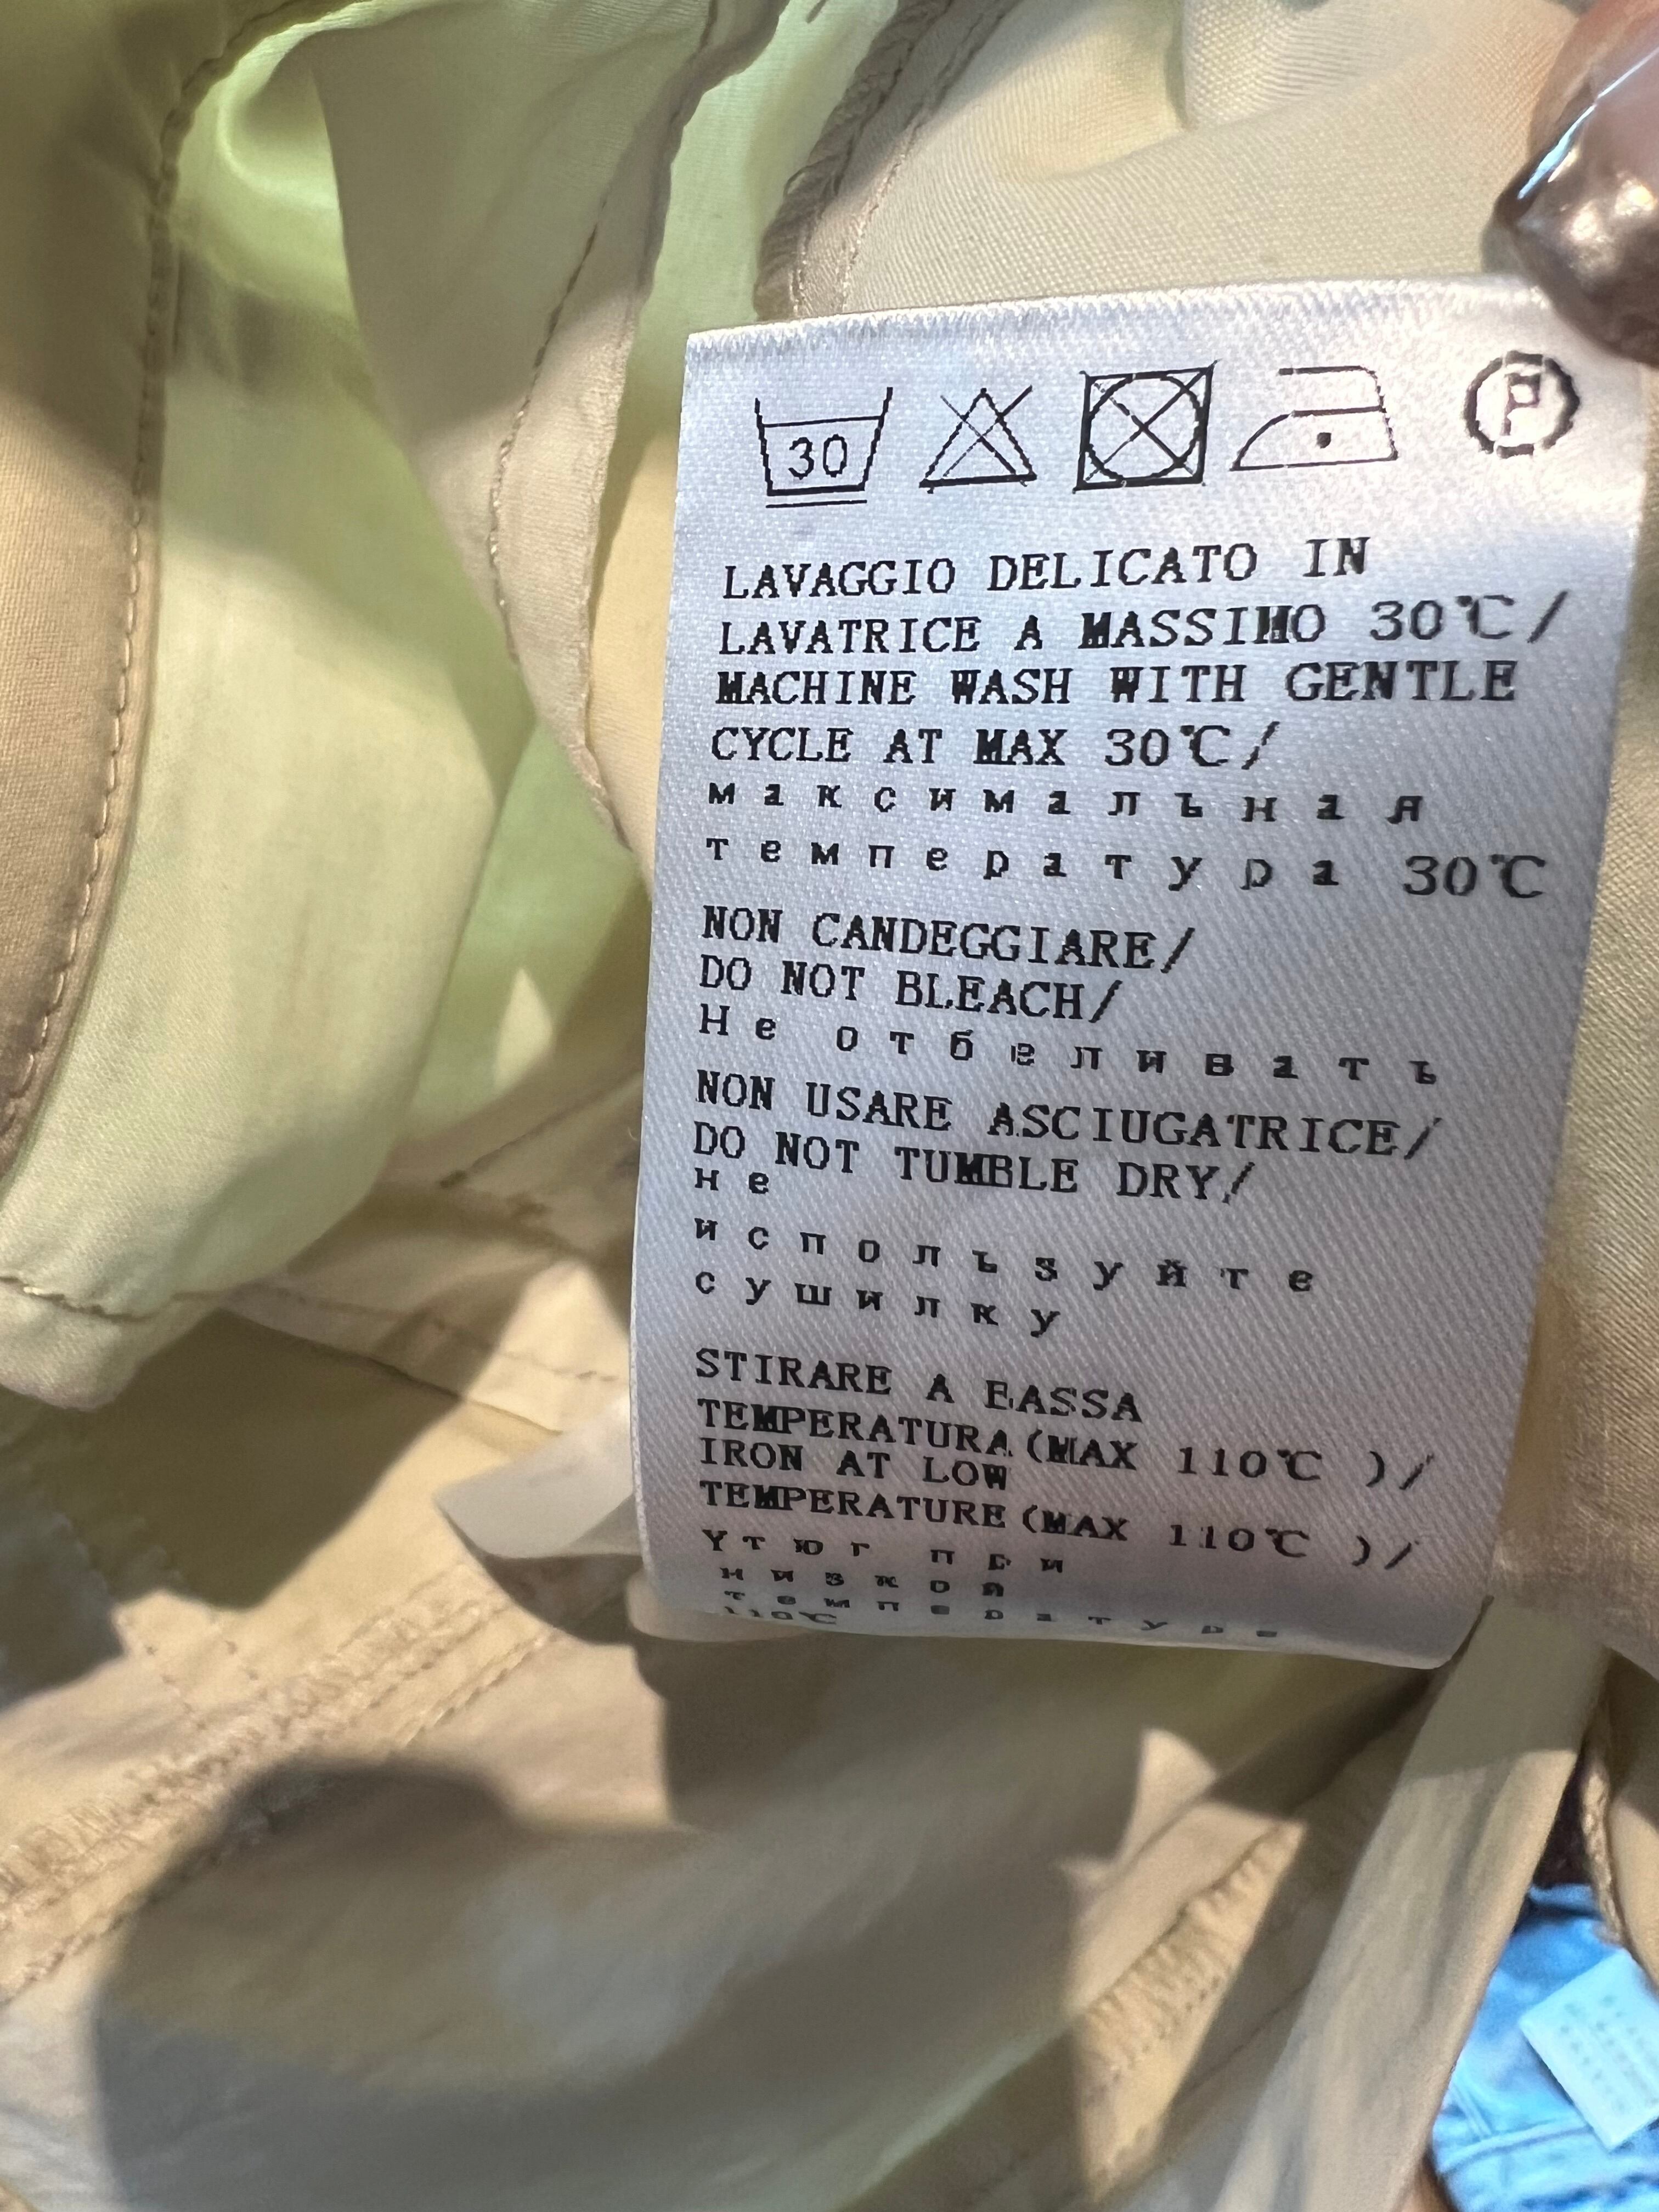 30 P
LAVAGGIO DELICATO IN
LAVATRICE A MASSIMO 30℃/
MACHINE WASH WITH GENTLE
CYCLE AT MAX 30℃/
максимальная
температура 30℃
NON CANDEGGIARE/
DO NOT BLEACH/
Не отбеливать
NON USARE ASCIUGATRICE/
DO NOT TUMBLE DRY/
не
используйте
сушилку
STIRARE A BASSA
TEMPERATURA(MAX 110℃ )/
IRON AT LOW
TEMPERATURE(MAX 110℃ )/
Утюг при
низкой
температуре
110℃